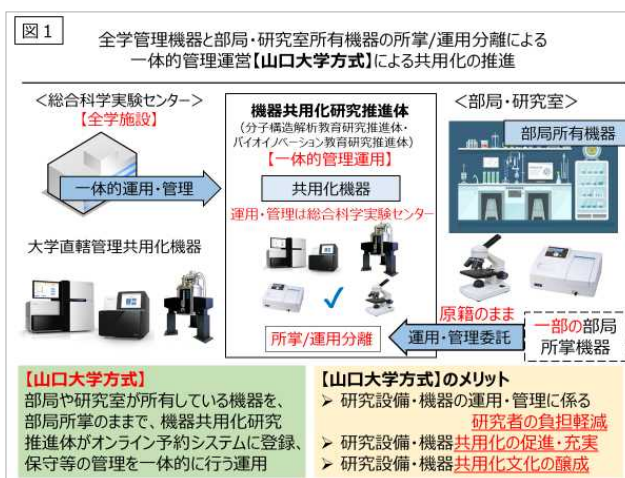 図1
全学管理機器と部局・研究室所有機器の所掌/運用分離による
一体的管理運営【山口大学方式】による共用化の推進
<総合科学実験センター>
【全学施設】
一体的運用・管理
大学直轄管理共用化機器
機器共用化研究推進体
(分子構造解析教育研究推進体・
バイオイノベーション教育研究推進体)
【一体的管理運用】
共用化機器
運用・管理は総合科学実験センター
所掌/運用分離
<部局・研究室>
部局所有機器
原籍のまま
運用・管理委託
一部の部局
所掌機器
【山口大学方式】
部局や研究室が所有している機器を、
部局所掌のままで、機器共用化研究
推進体がオンライン予約システムに登録、
保守等の管理を一体的に行う運用
【山口大学方式】のメリット
➢ 研究設備・機器の運用・管理に係る
研究者の負担軽減
➢ 研究設備・機器共用化の促進・充実
➢ 研究設備・機器共用化文化の醸成